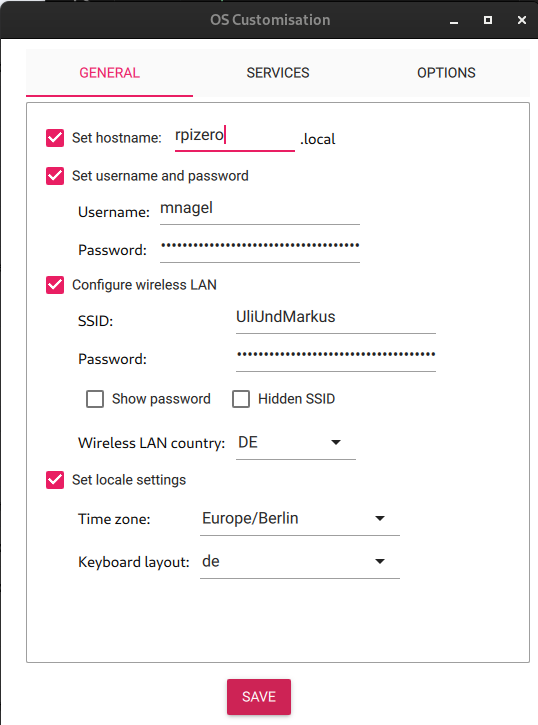 OS Customisation
GENERAL SERVICES OPTIONS
Set hostname: rpizero .local
Set username and password
Username: mnagel
Password: •••••••••••••••••••••••••••••••••••••
Configure wireless LAN
SSID: UliUndMarkus
Password: •••••••••••••••••••••••••••••••••••••
Show password Hidden SSID
Wireless LAN country: DE
Set locale settings
Time zone: Europe/Berlin
Keyboard layout: de
SAVE